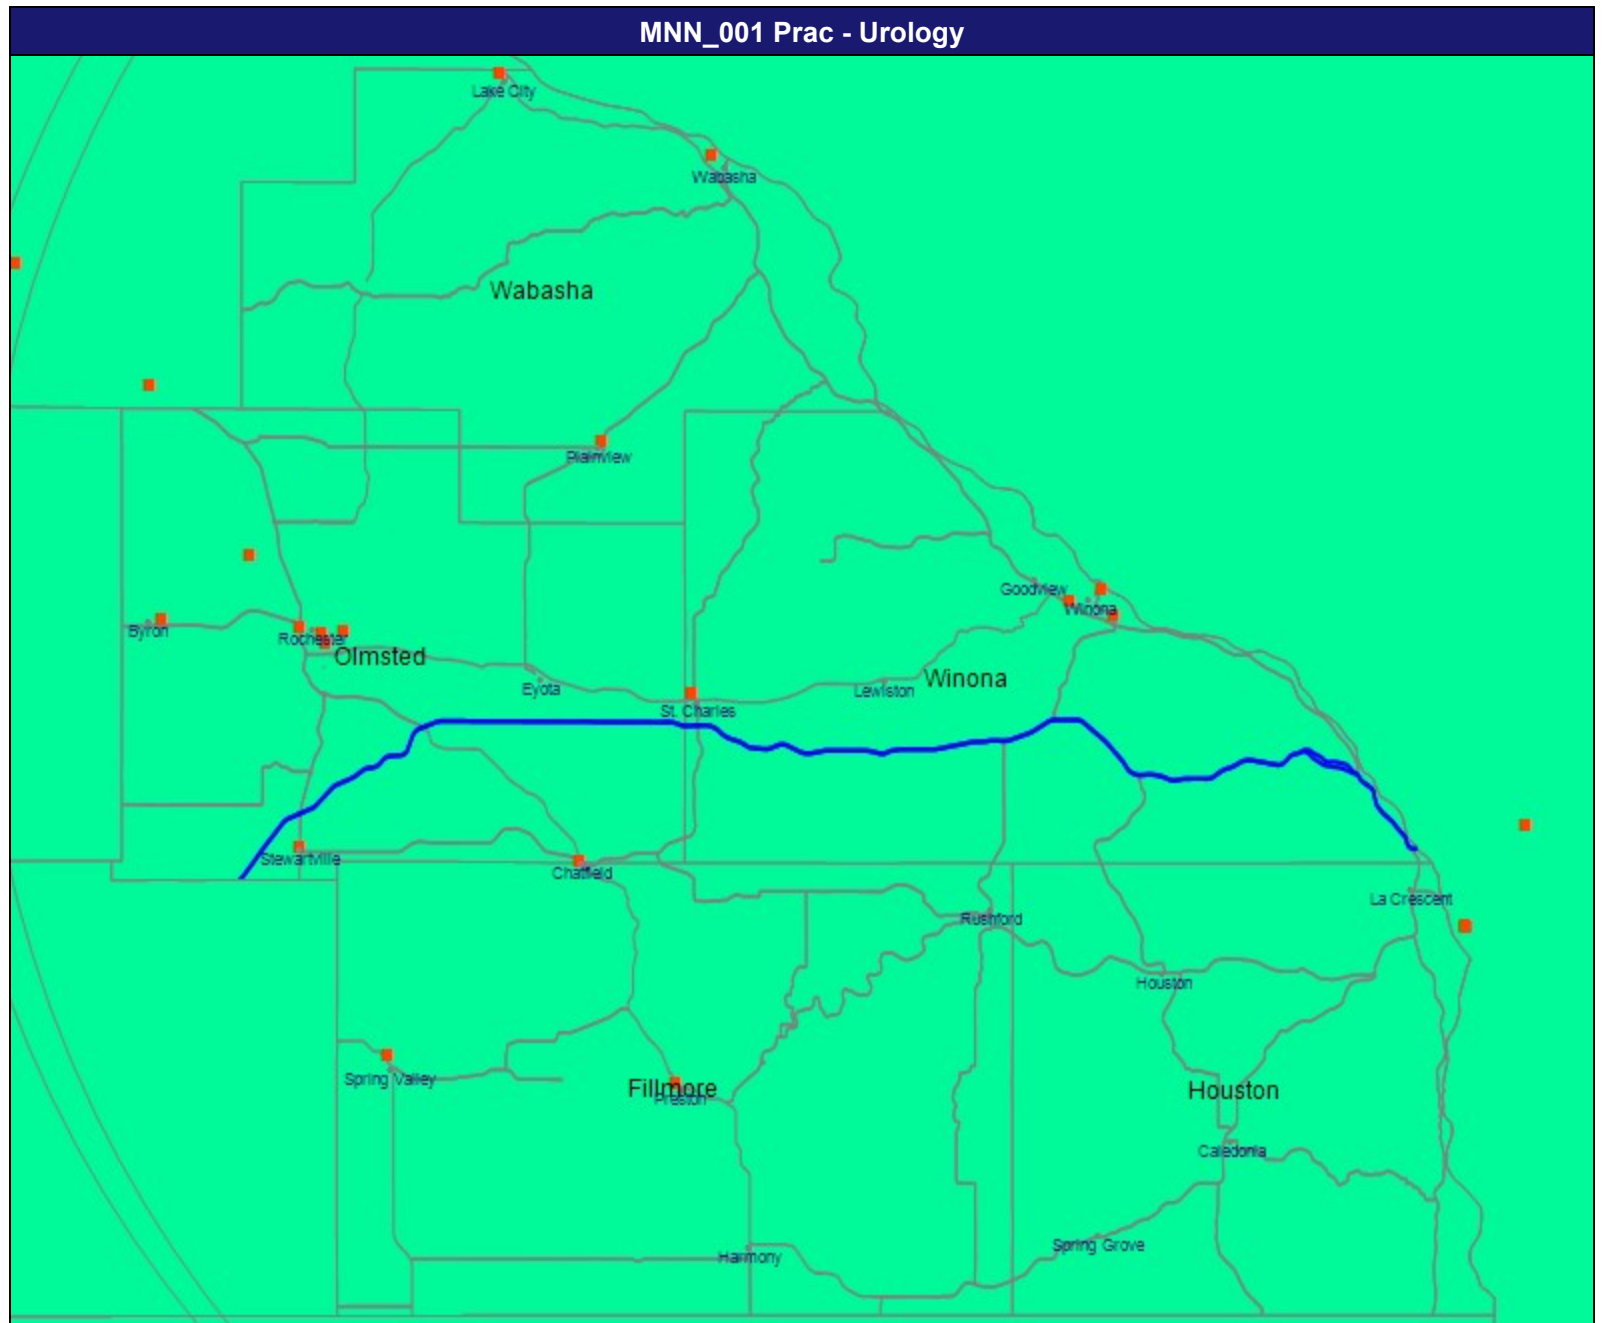 MNN_001 Prac - Urology
Lake City
Wabasha
Wabasha
Plainview
Goodview
Winona
Byron
Rochester
Olmsted
Eyota
Lewiston
Winona
St. Charles
Stewartville
Chatfield
La Crescent
Rushford
Houston
Spring Valley
Fillmore
Preston
Houston
Caledonia
Spring Grove
Harmony